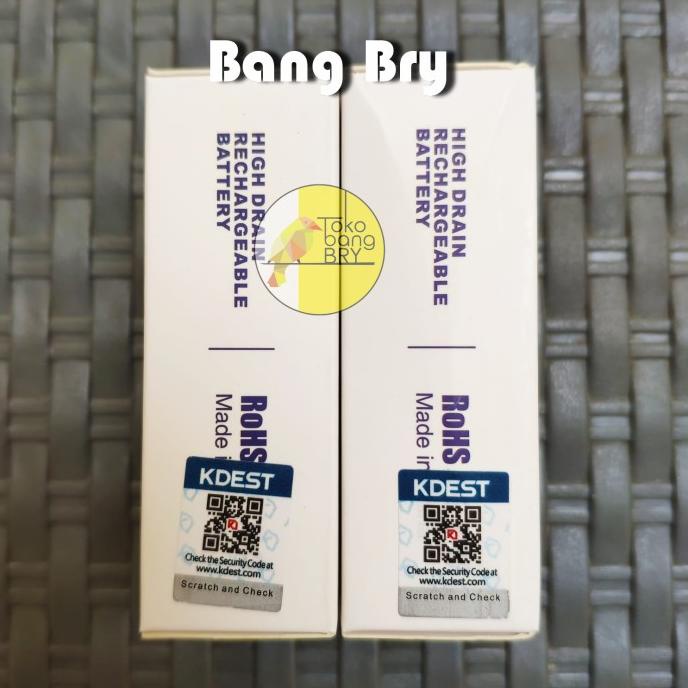 Bang Bry
HIGH DRAIN
RECHARGEABLE
BATTERY
RoHS
Made
KDEST
Check the Security Code at
www.kdest.com
Scratch and Check
Toko
bang
BRY
HIGH DRAIN
RECHARGEABLE
BATTERY
RoHS
Made in
KDEST
Check the Security Code at
www.kdest.com
Scratch and Check